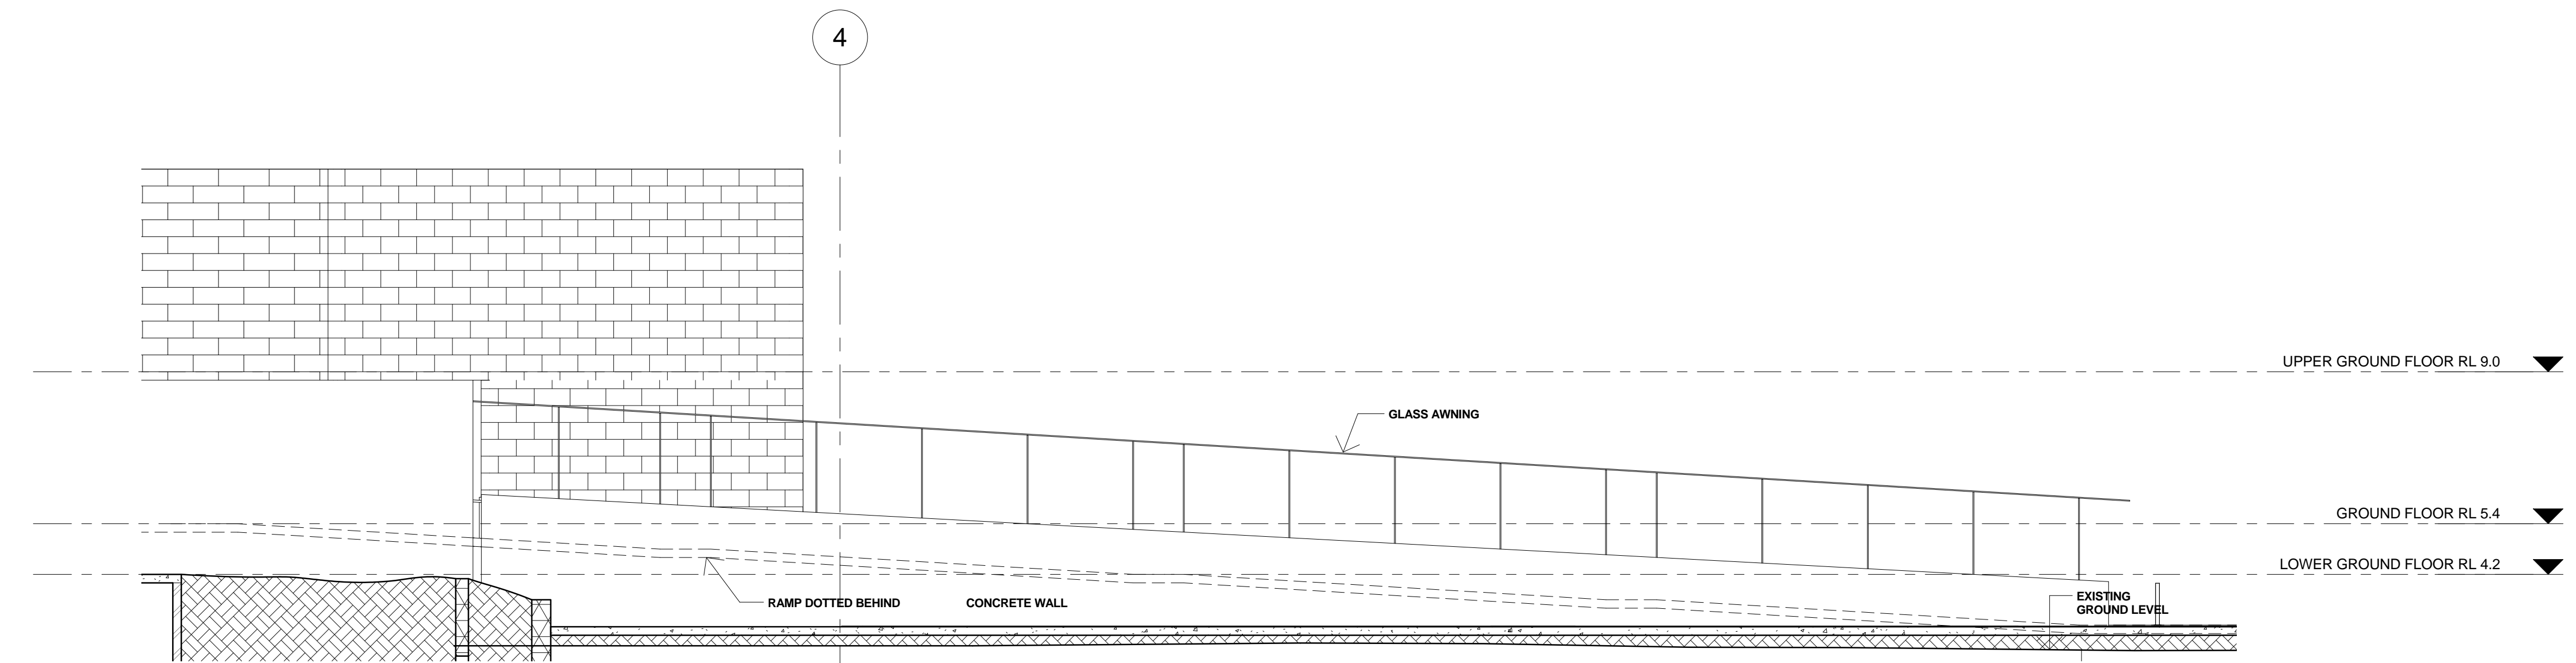 4
UPPER GROUND FLOOR RL 9.0
GLASS AWNING
GROUND FLOOR RL 5.4
LOWER GROUND FLOOR RL 4.2
RAMP DOTTED BEHIND
CONCRETE WALL
EXISTING
GROUND LEVEL